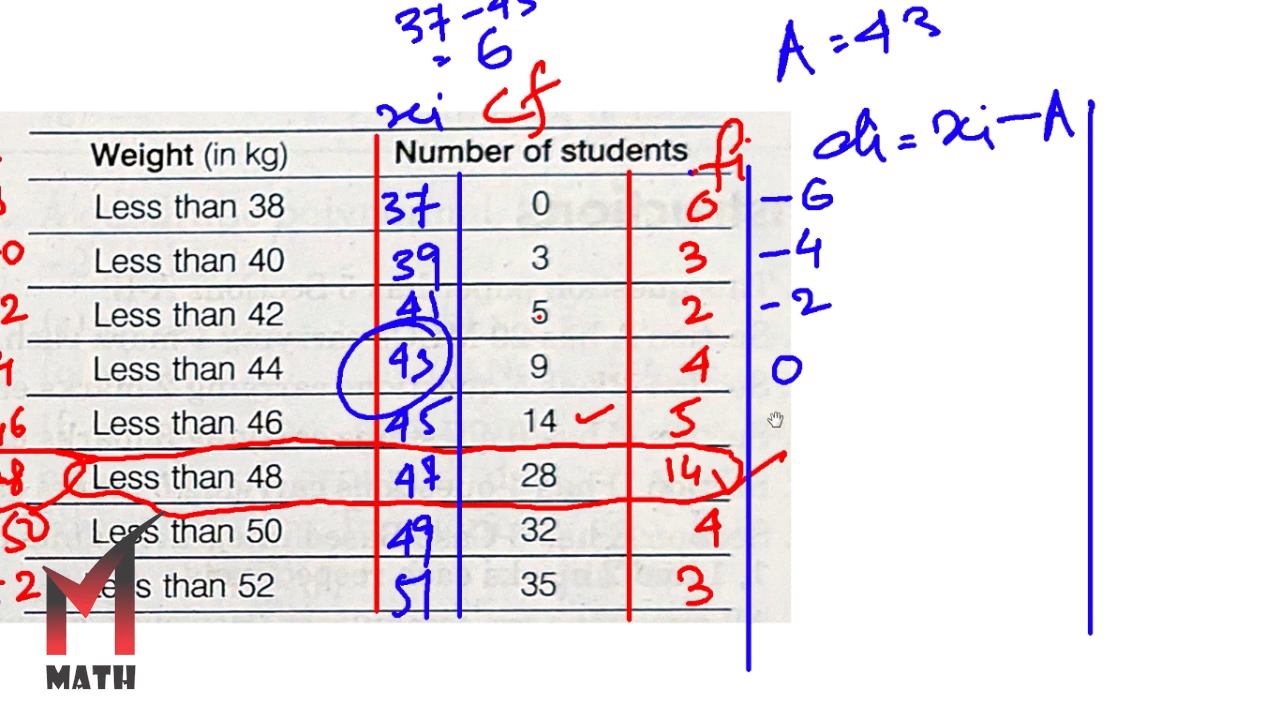 37-43
= 6
A = 43
xi cf
di = xi - A
Weight (in kg) Number of students fi
Less than 38 37 0 0 -6
Less than 40 39 3 3 -4
Less than 42 41 5 2 -2
Less than 44 43 9 4 0
Less than 46 45 14 5
Less than 48 47 28 14
50 Less than 50 49 32 4
ess than 52 51 35 3
MATH